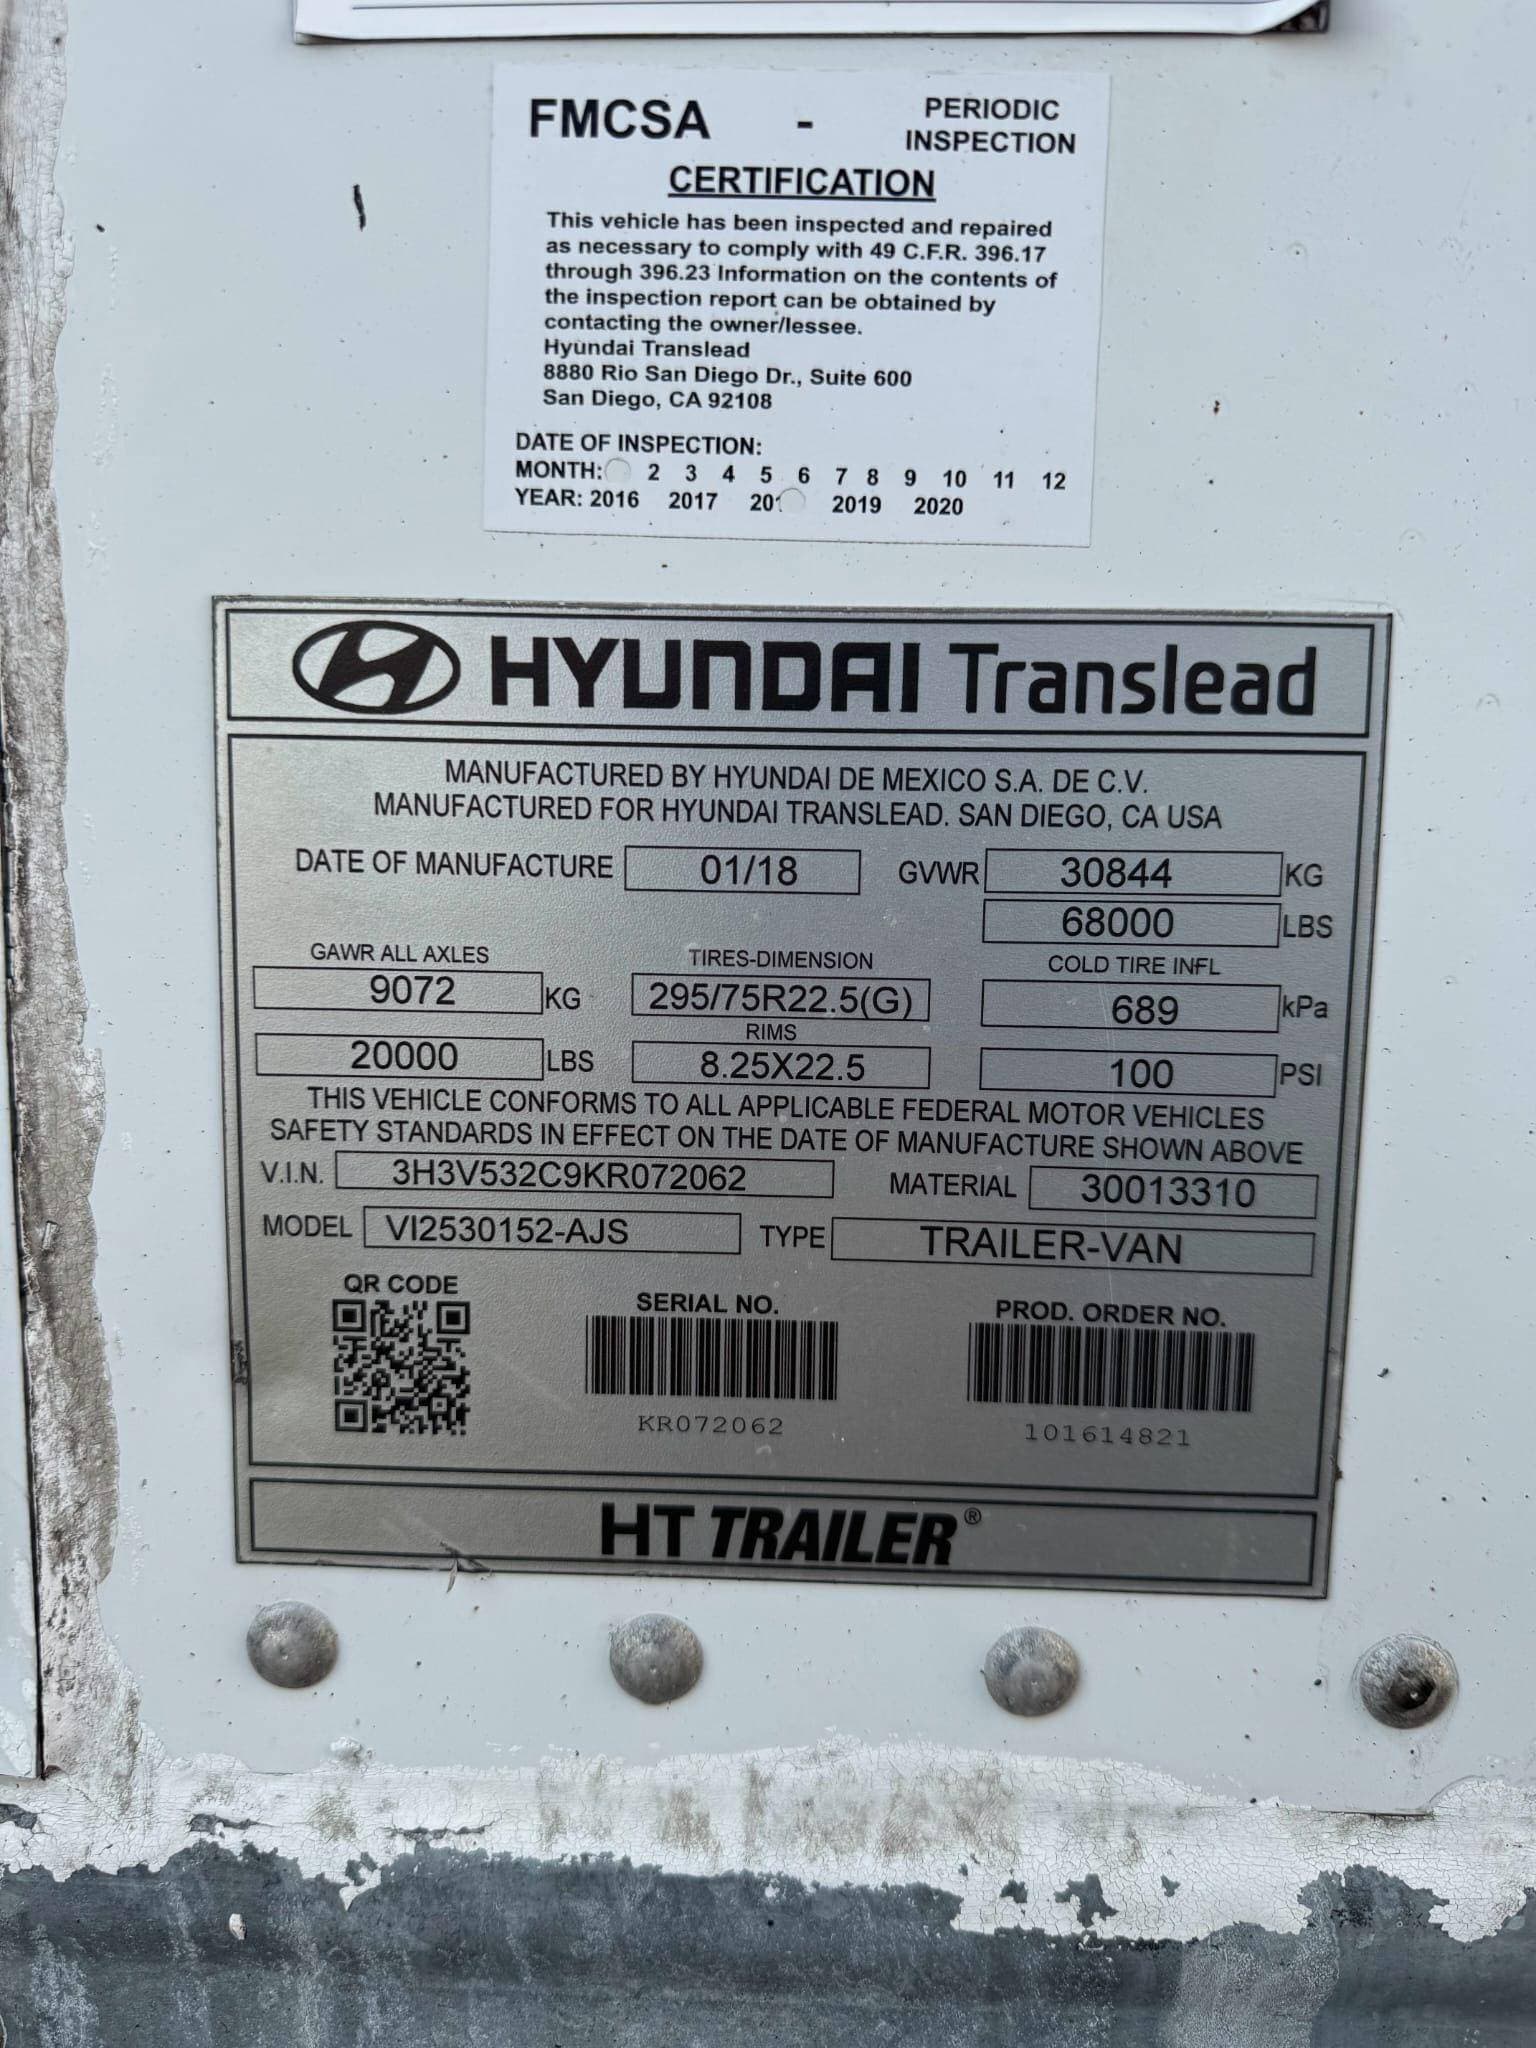 FMCSA - PERIODIC INSPECTION
CERTIFICATION
This vehicle has been inspected and repaired
as necessary to comply with 49 C.F.R. 396.17
through 396.23 Information on the contents of
the inspection report can be obtained by
contacting the owner/lessee.
Hyundai Translead
8880 Rio San Diego Dr., Suite 600
San Diego, CA 92108
DATE OF INSPECTION:
MONTH: 2 3 4 5 6 7 8 9 10 11 12
YEAR: 2016 2017 201 2019 2020
HYUNDAI Translead
MANUFACTURED BY HYUNDAI DE MEXICO S.A. DE C.V.
MANUFACTURED FOR HYUNDAI TRANSLEAD. SAN DIEGO, CA USA
DATE OF MANUFACTURE 01/18 GVWR 30844 KG
68000 LBS
GAWR ALL AXLES TIRES-DIMENSION COLD TIRE INFL
9072 KG 295/75R22.5(G) 689 kPa
RIMS
20000 LBS 8.25X22.5 100 PSI
THIS VEHICLE CONFORMS TO ALL APPLICABLE FEDERAL MOTOR VEHICLES
SAFETY STANDARDS IN EFFECT ON THE DATE OF MANUFACTURE SHOWN ABOVE
V.I.N. 3H3V532C9KR072062 MATERIAL 30013310
MODEL VI2530152-AJS TYPE TRAILER-VAN
QR CODE SERIAL NO. PROD. ORDER NO.
KR072062 101614821
HT TRAILER®